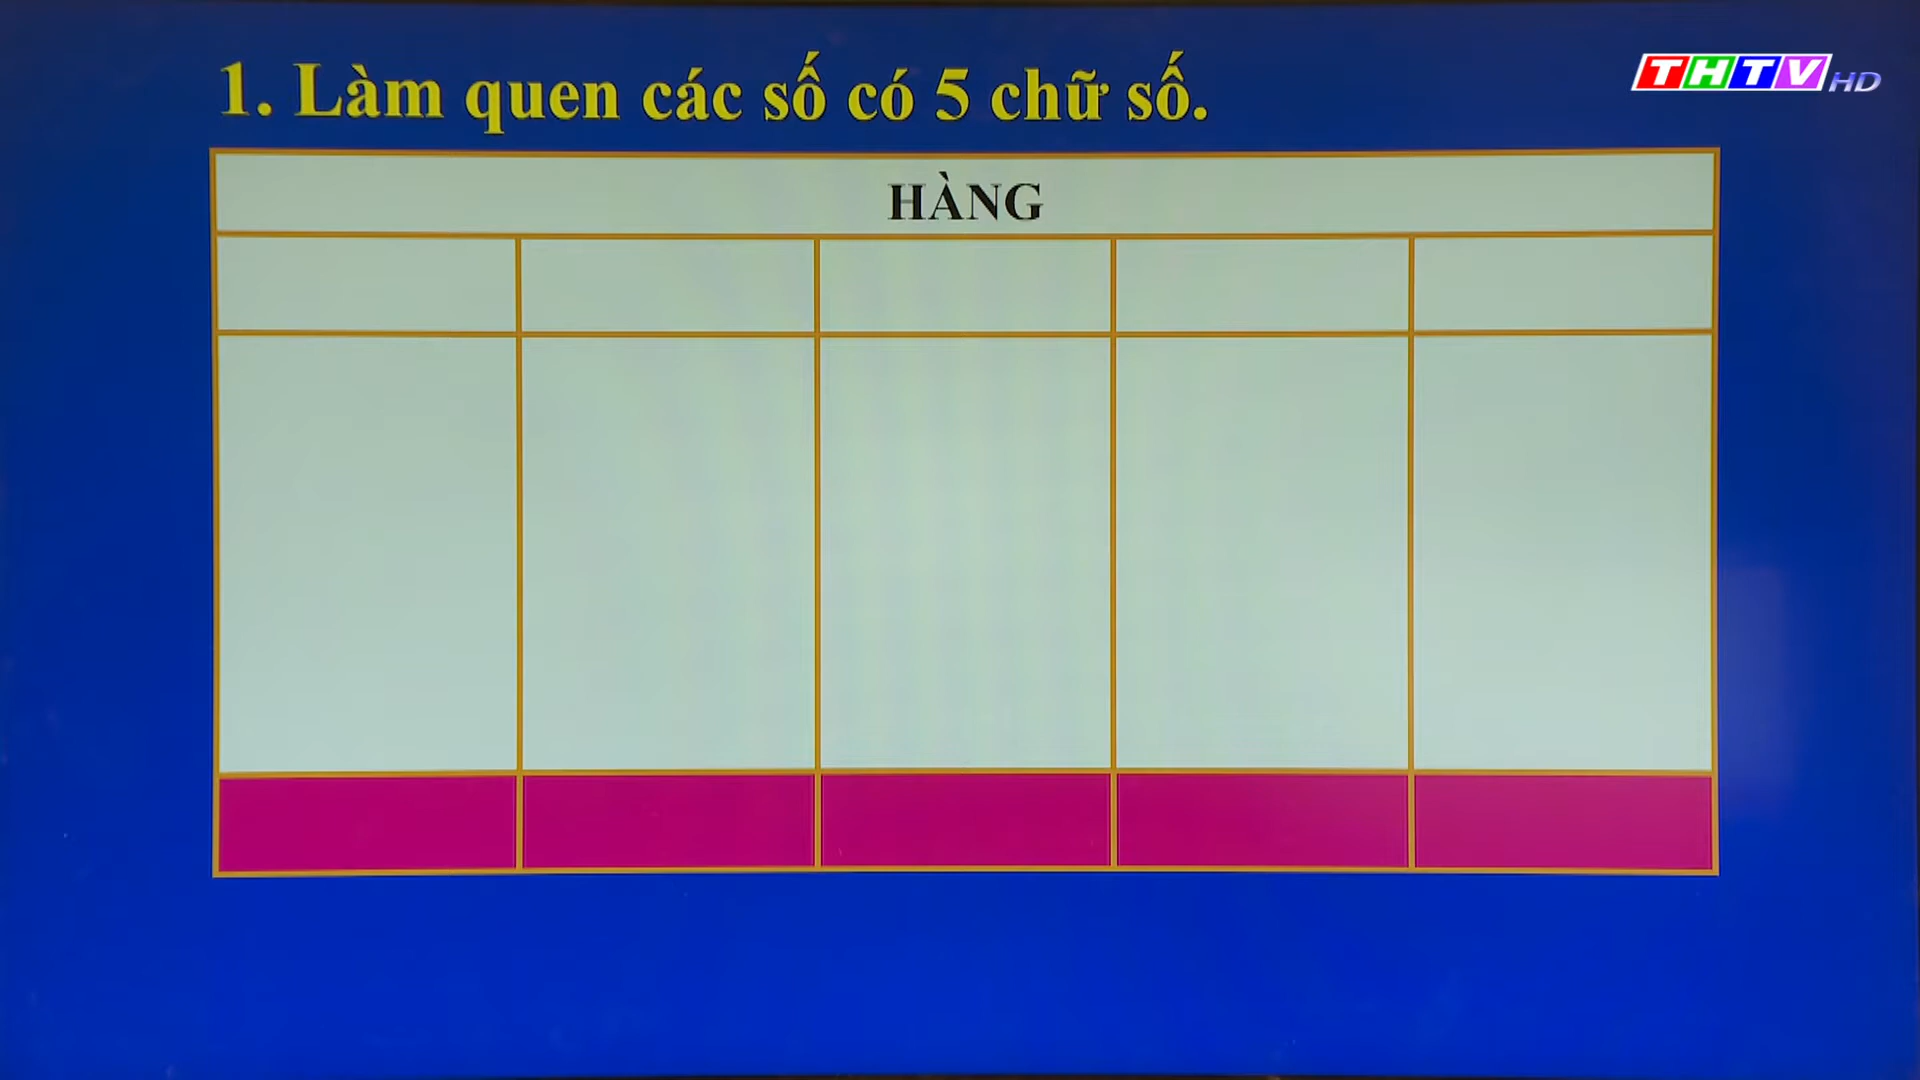 1. Làm quen các số có 5 chữ số.
THTV HD
HÀNG